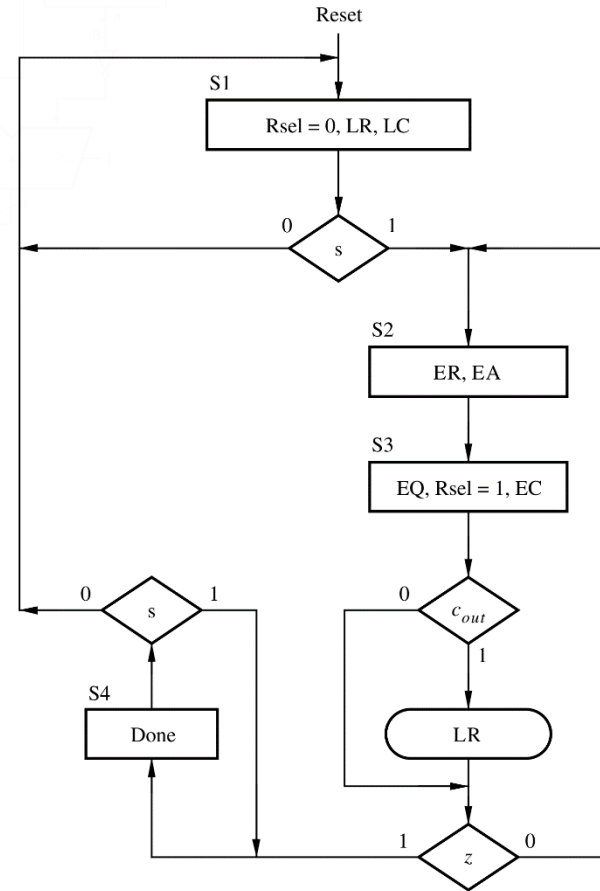 Reset
S1
Rsel = 0, LR, LC
0
1
s
S2
ER, EA
S3
EQ, Rsel = 1, EC
0
1
s
0
c_out
1
S4
Done
LR
1
0
z